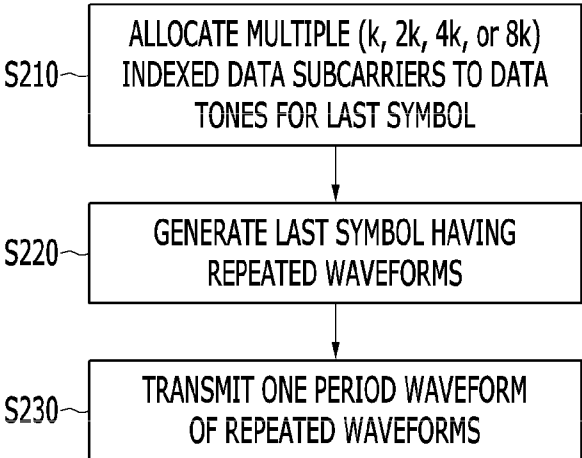 ALLOCATE MULTIPLE (k, 2k, 4k, or 8k)
S210 INDEXED DATA SUBCARRIERS TO DATA
TONES FOR LAST SYMBOL
GENERATE LAST SYMBOL HAVING
S220 REPEATED WAVEFORMS
TRANSMIT ONE PERIOD WAVEFORM
S230 OF REPEATED WAVEFORMS